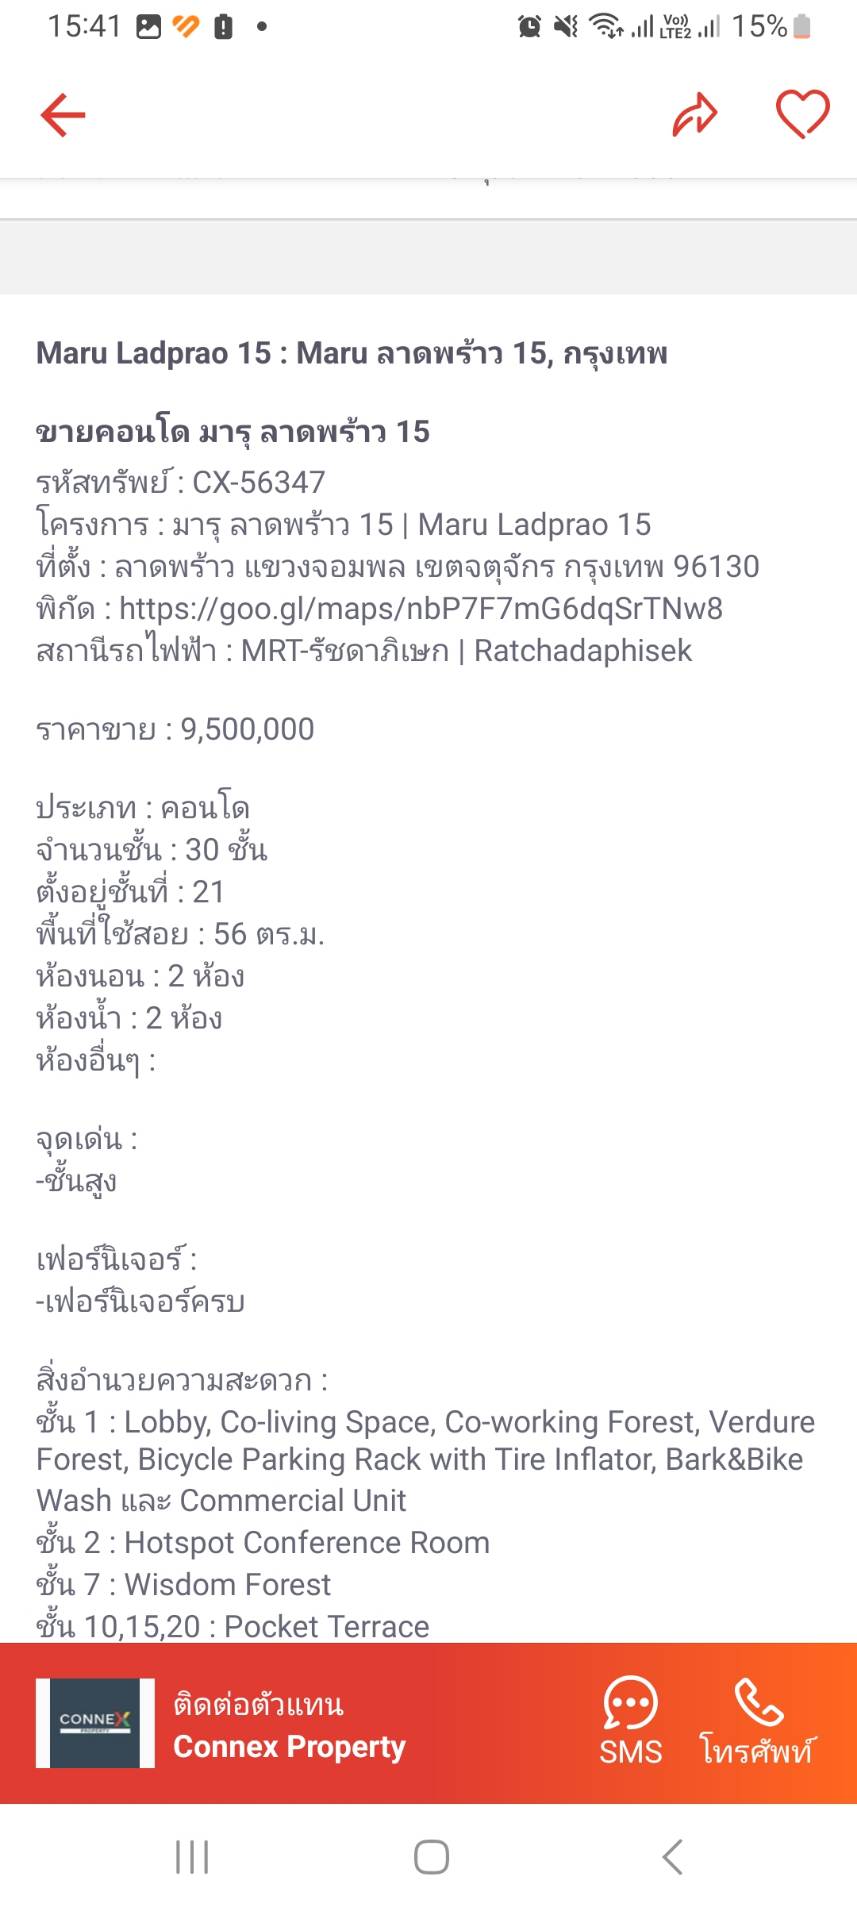 15:41
Vo)) LTE2
15%
Maru Ladprao 15 : Maru ลาดพร้าว 15, กรุงเทพ
ขายคอนโด มารุ ลาดพร้าว 15
รหัสทรัพย์ : CX-56347
โครงการ : มารุ ลาดพร้าว 15 | Maru Ladprao 15
ที่ตั้ง : ลาดพร้าว แขวงจอมพล เขตจตุจักร กรุงเทพ 96130
พิกัด : https://goo.gl/maps/nbP7F7mG6dqSrTNw8
สถานีรถไฟฟ้า : MRT-รัชดาภิเษก | Ratchadaphisek
ราคาขาย : 9,500,000
ประเภท : คอนโด
จำนวนชั้น : 30 ชั้น
ตั้งอยู่ชั้นที่ : 21
พื้นที่ใช้สอย : 56 ตร.ม.
ห้องนอน : 2 ห้อง
ห้องน้ำ : 2 ห้อง
ห้องอื่นๆ :
จุดเด่น :
-ชั้นสูง
เฟอร์นิเจอร์ :
-เฟอร์นิเจอร์ครบ
สิ่งอำนวยความสะดวก :
ชั้น 1 : Lobby, Co-living Space, Co-working Forest, Verdure
Forest, Bicycle Parking Rack with Tire Inflator, Bark&Bike
Wash และ Commercial Unit
ชั้น 2 : Hotspot Conference Room
ชั้น 7 : Wisdom Forest
ชั้น 10,15,20 : Pocket Terrace
CONNEX
PROPERTY
ติดต่อตัวแทน
Connex Property
SMS
โทรศัพท์